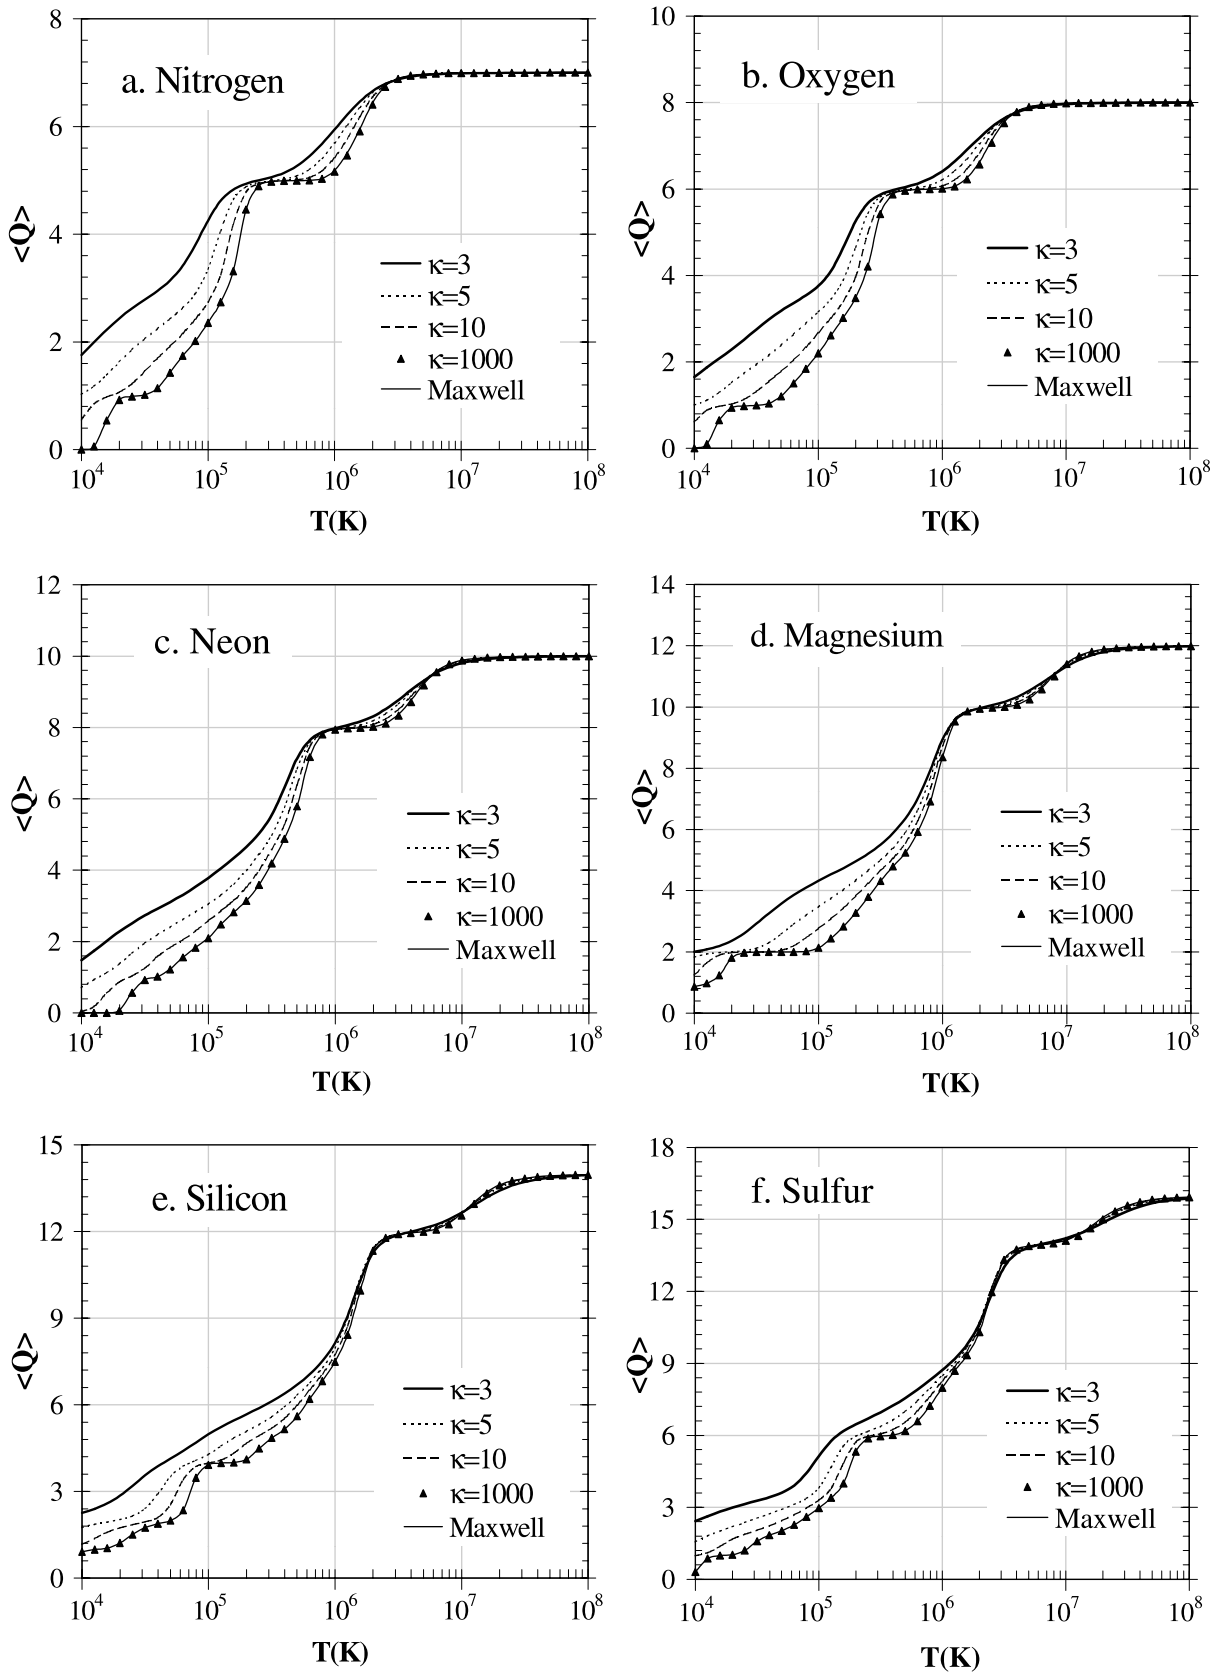 8
6
4
2
0
<Q>
a. Nitrogen
κ=3
κ=5
κ=10
κ=1000
Maxwell
10⁴ 10⁵ 10⁶ 10⁷ 10⁸
T(K)
10
8
6
4
2
0
<Q>
b. Oxygen
κ=3
κ=5
κ=10
κ=1000
Maxwell
10⁴ 10⁵ 10⁶ 10⁷ 10⁸
T(K)
12
10
8
6
4
2
0
<Q>
c. Neon
κ=3
κ=5
κ=10
κ=1000
Maxwell
10⁴ 10⁵ 10⁶ 10⁷ 10⁸
T(K)
14
12
10
8
6
4
2
0
<Q>
d. Magnesium
κ=3
κ=5
κ=10
κ=1000
Maxwell
10⁴ 10⁵ 10⁶ 10⁷ 10⁸
T(K)
15
12
9
6
3
0
<Q>
e. Silicon
κ=3
κ=5
κ=10
κ=1000
Maxwell
10⁴ 10⁵ 10⁶ 10⁷ 10⁸
T(K)
18
15
12
9
6
3
0
<Q>
f. Sulfur
κ=3
κ=5
κ=10
κ=1000
Maxwell
10⁴ 10⁵ 10⁶ 10⁷ 10⁸
T(K)